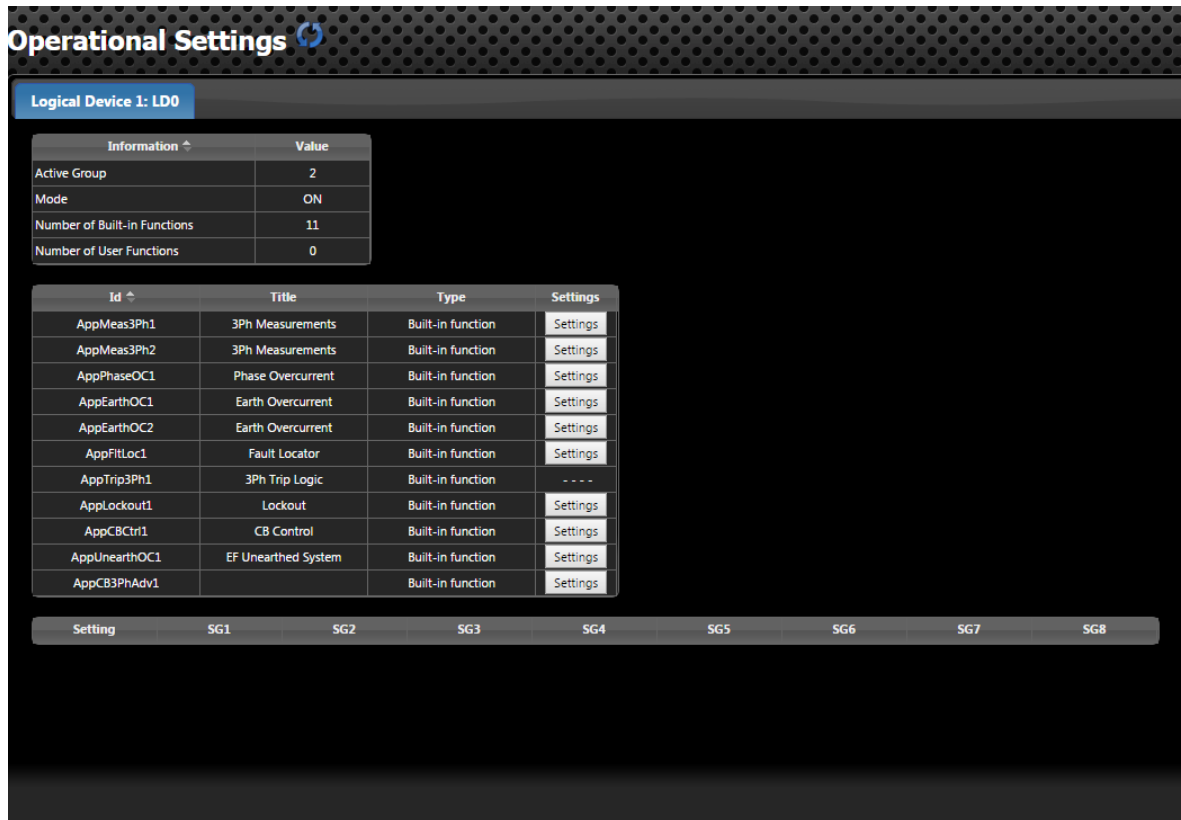 Operational Settings
Logical Device 1: LD0
Information Value
Active Group 2
Mode ON
Number of Built-in Functions 11
Number of User Functions 0
Id Title Type Settings
AppMeas3Ph1 3Ph Measurements Built-in function Settings
AppMeas3Ph2 3Ph Measurements Built-in function Settings
AppPhaseOC1 Phase Overcurrent Built-in function Settings
AppEarthOC1 Earth Overcurrent Built-in function Settings
AppEarthOC2 Earth Overcurrent Built-in function Settings
AppFltLoc1 Fault Locator Built-in function Settings
AppTrip3Ph1 3Ph Trip Logic Built-in function - - - -
AppLockout1 Lockout Built-in function Settings
AppCBCtrl1 CB Control Built-in function Settings
AppUnearthOC1 EF Unearthed System Built-in function Settings
AppCB3PhAdv1 Built-in function Settings
Setting SG1 SG2 SG3 SG4 SG5 SG6 SG7 SG8